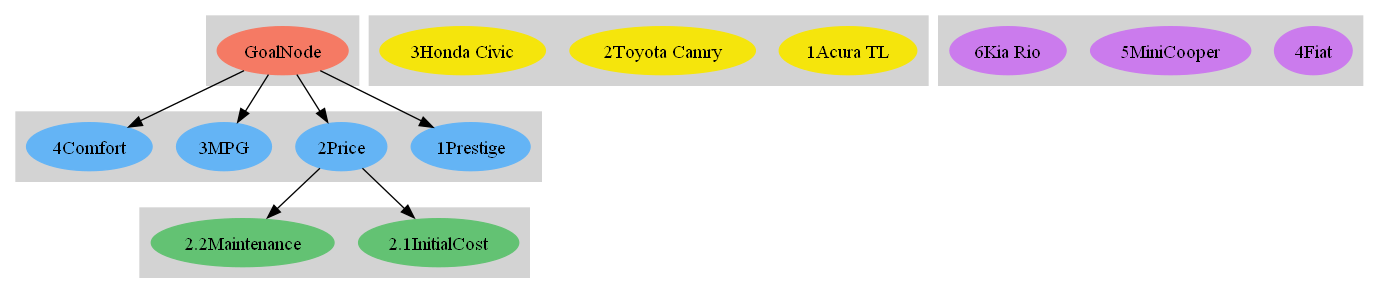 GoalNode
3Honda Civic
2Toyota Camry
1Acura TL
6Kia Rio
5MiniCooper
4Fiat
4Comfort
3MPG
2Price
1Prestige
2.2Maintenance
2.1InitialCost